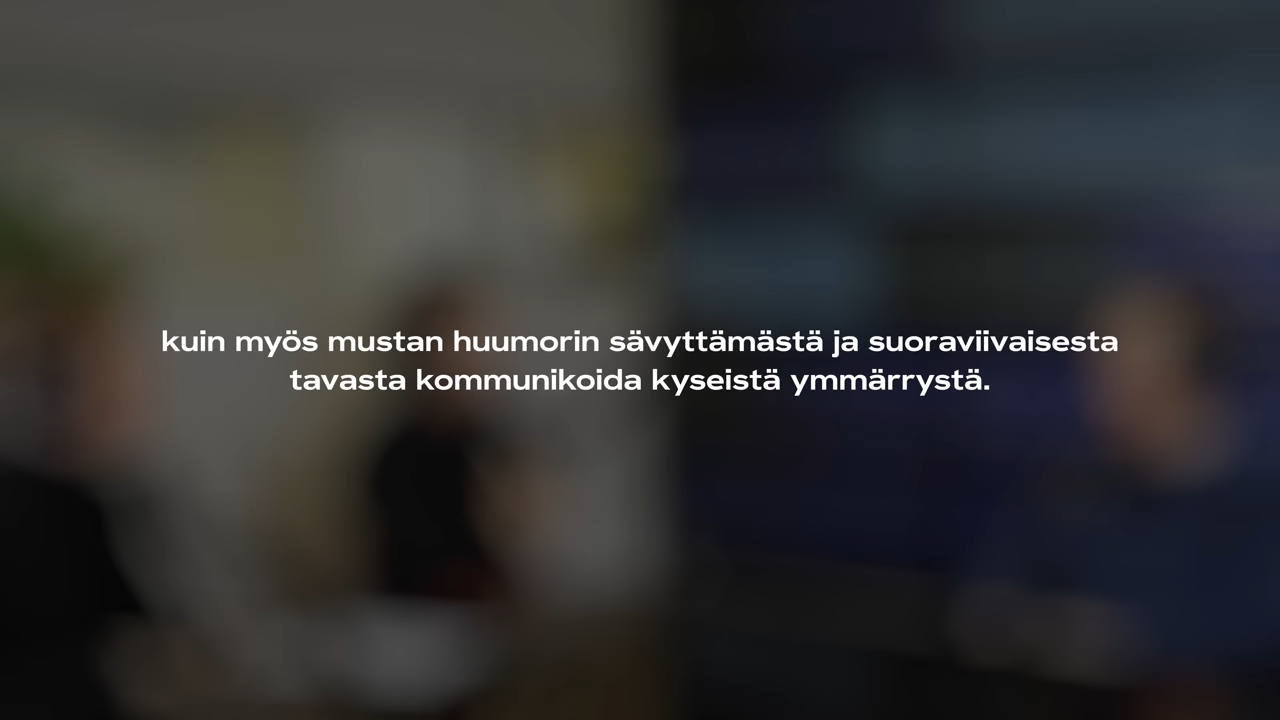 kuin myös mustan huumorin sävyttämästä ja suoraviivaisesta
tavasta kommunikoida kyseistä ymmärrystä.